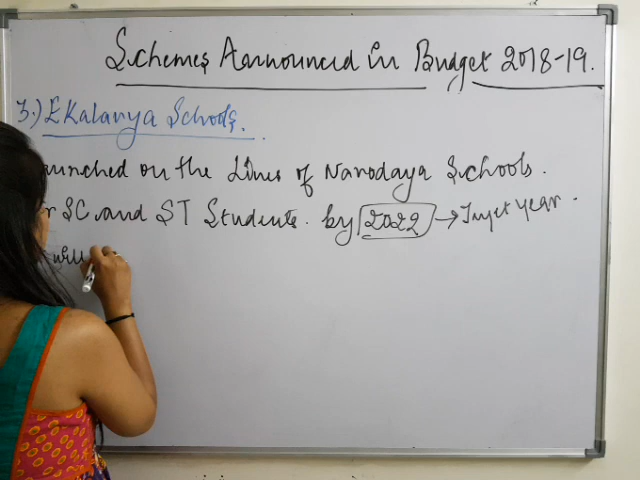 Schemes Announced in Budget 2018-19.
3.) EKalavya Schools.
unched on the Lines of Navodaya Schools.
r SC and ST Students. by 2022 → Target year.
will